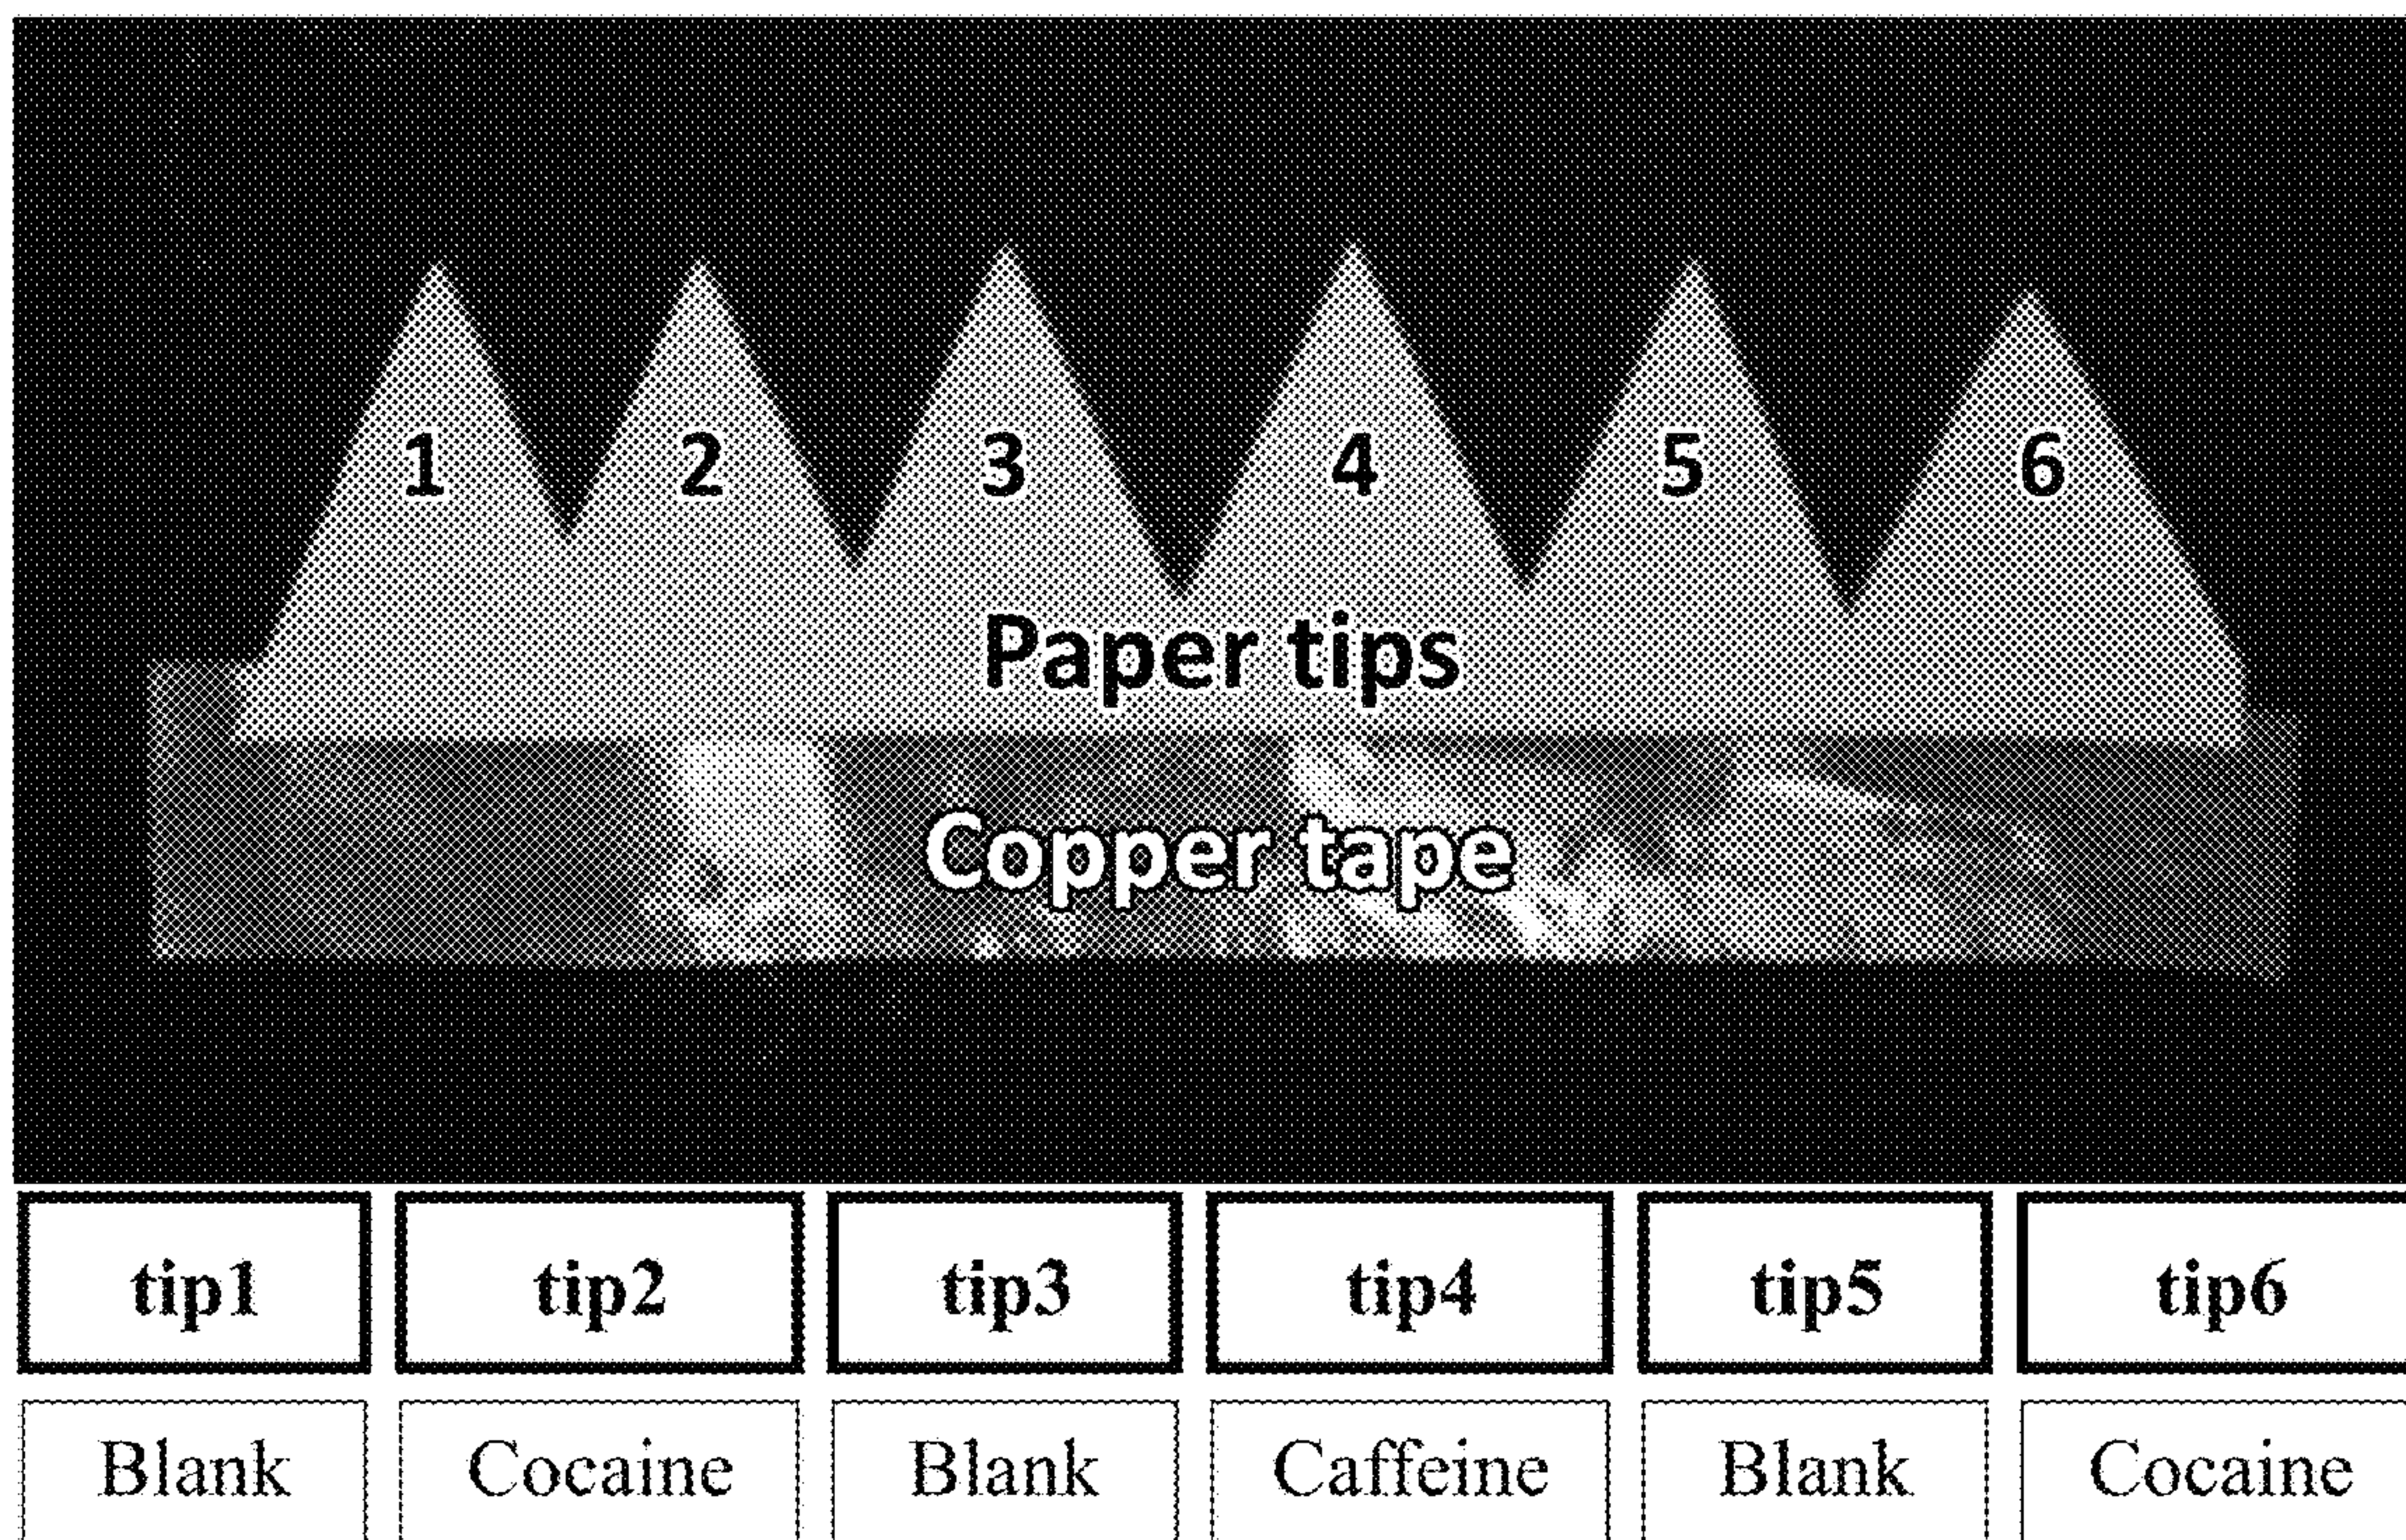 1 2 3 4 5 6
Paper tips
Copper tape
tip1 tip2 tip3 tip4 tip5 tip6
Blank Cocaine Blank Caffeine Blank Cocaine